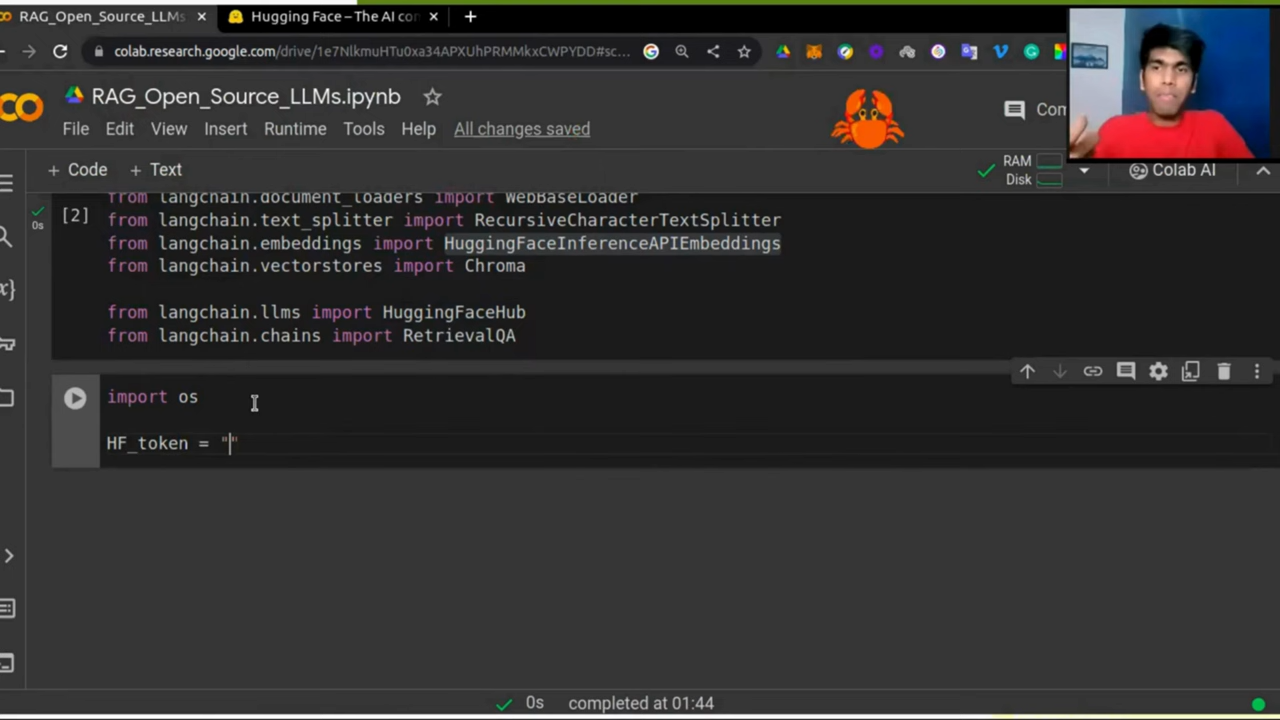 RAG_Open_Source_LLMs
Hugging Face – The AI con
colab.research.google.com/drive/1e7NlkmuHTu0xa34APXUhPRMMkxCWPYDD#sc...
RAG_Open_Source_LLMs.ipynb
File Edit View Insert Runtime Tools Help All changes saved
+ Code + Text
RAM
Disk
Colab AI
0s
[2]
from langchain.document_loaders import WebBaseLoader
from langchain.text_splitter import RecursiveCharacterTextSplitter
from langchain.embeddings import HuggingFaceInferenceAPIEmbeddings
from langchain.vectorstores import Chroma
from langchain.llms import HuggingFaceHub
from langchain.chains import RetrievalQA
import os
HF_token = ""
0s completed at 01:44